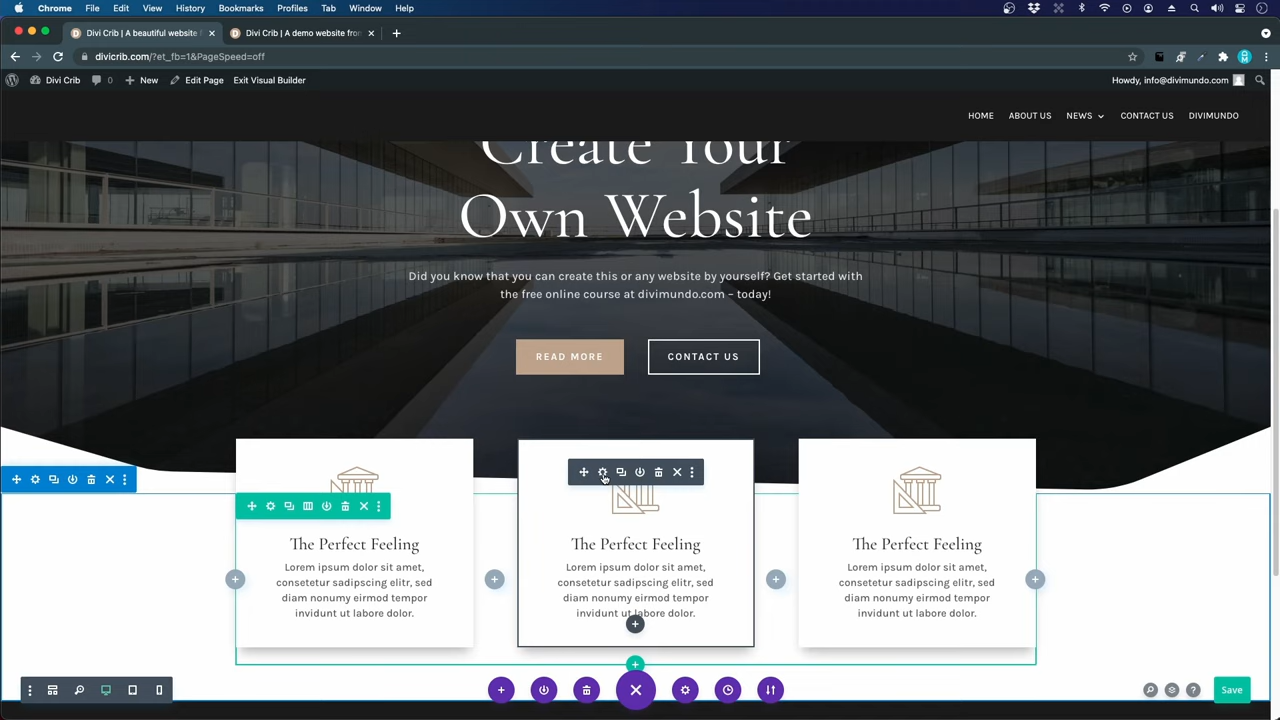 Chrome File Edit View History Bookmarks Profiles Tab Window Help
Divi Crib | A beautiful website
Divi Crib | A demo website from
divicrib.com/?et_fb=1&PageSpeed=off
Divi Crib 0 New Edit Page Exit Visual Builder Howdy, info@divimundo.com
HOME ABOUT US NEWS CONTACT US DIVIMUNDO
Create Your
Own Website
Did you know that you can create this or any website by yourself? Get started with
the free online course at divimundo.com – today!
READ MORE CONTACT US
The Perfect Feeling
Lorem ipsum dolor sit amet,
consetetur sadipscing elitr, sed
diam nonumy eirmod tempor
invidunt ut labore dolor.
The Perfect Feeling
Lorem ipsum dolor sit amet,
consetetur sadipscing elitr, sed
diam nonumy eirmod tempor
invidunt ut labore dolor.
The Perfect Feeling
Lorem ipsum dolor sit amet,
consetetur sadipscing elitr, sed
diam nonumy eirmod tempor
invidunt ut labore dolor.
Save